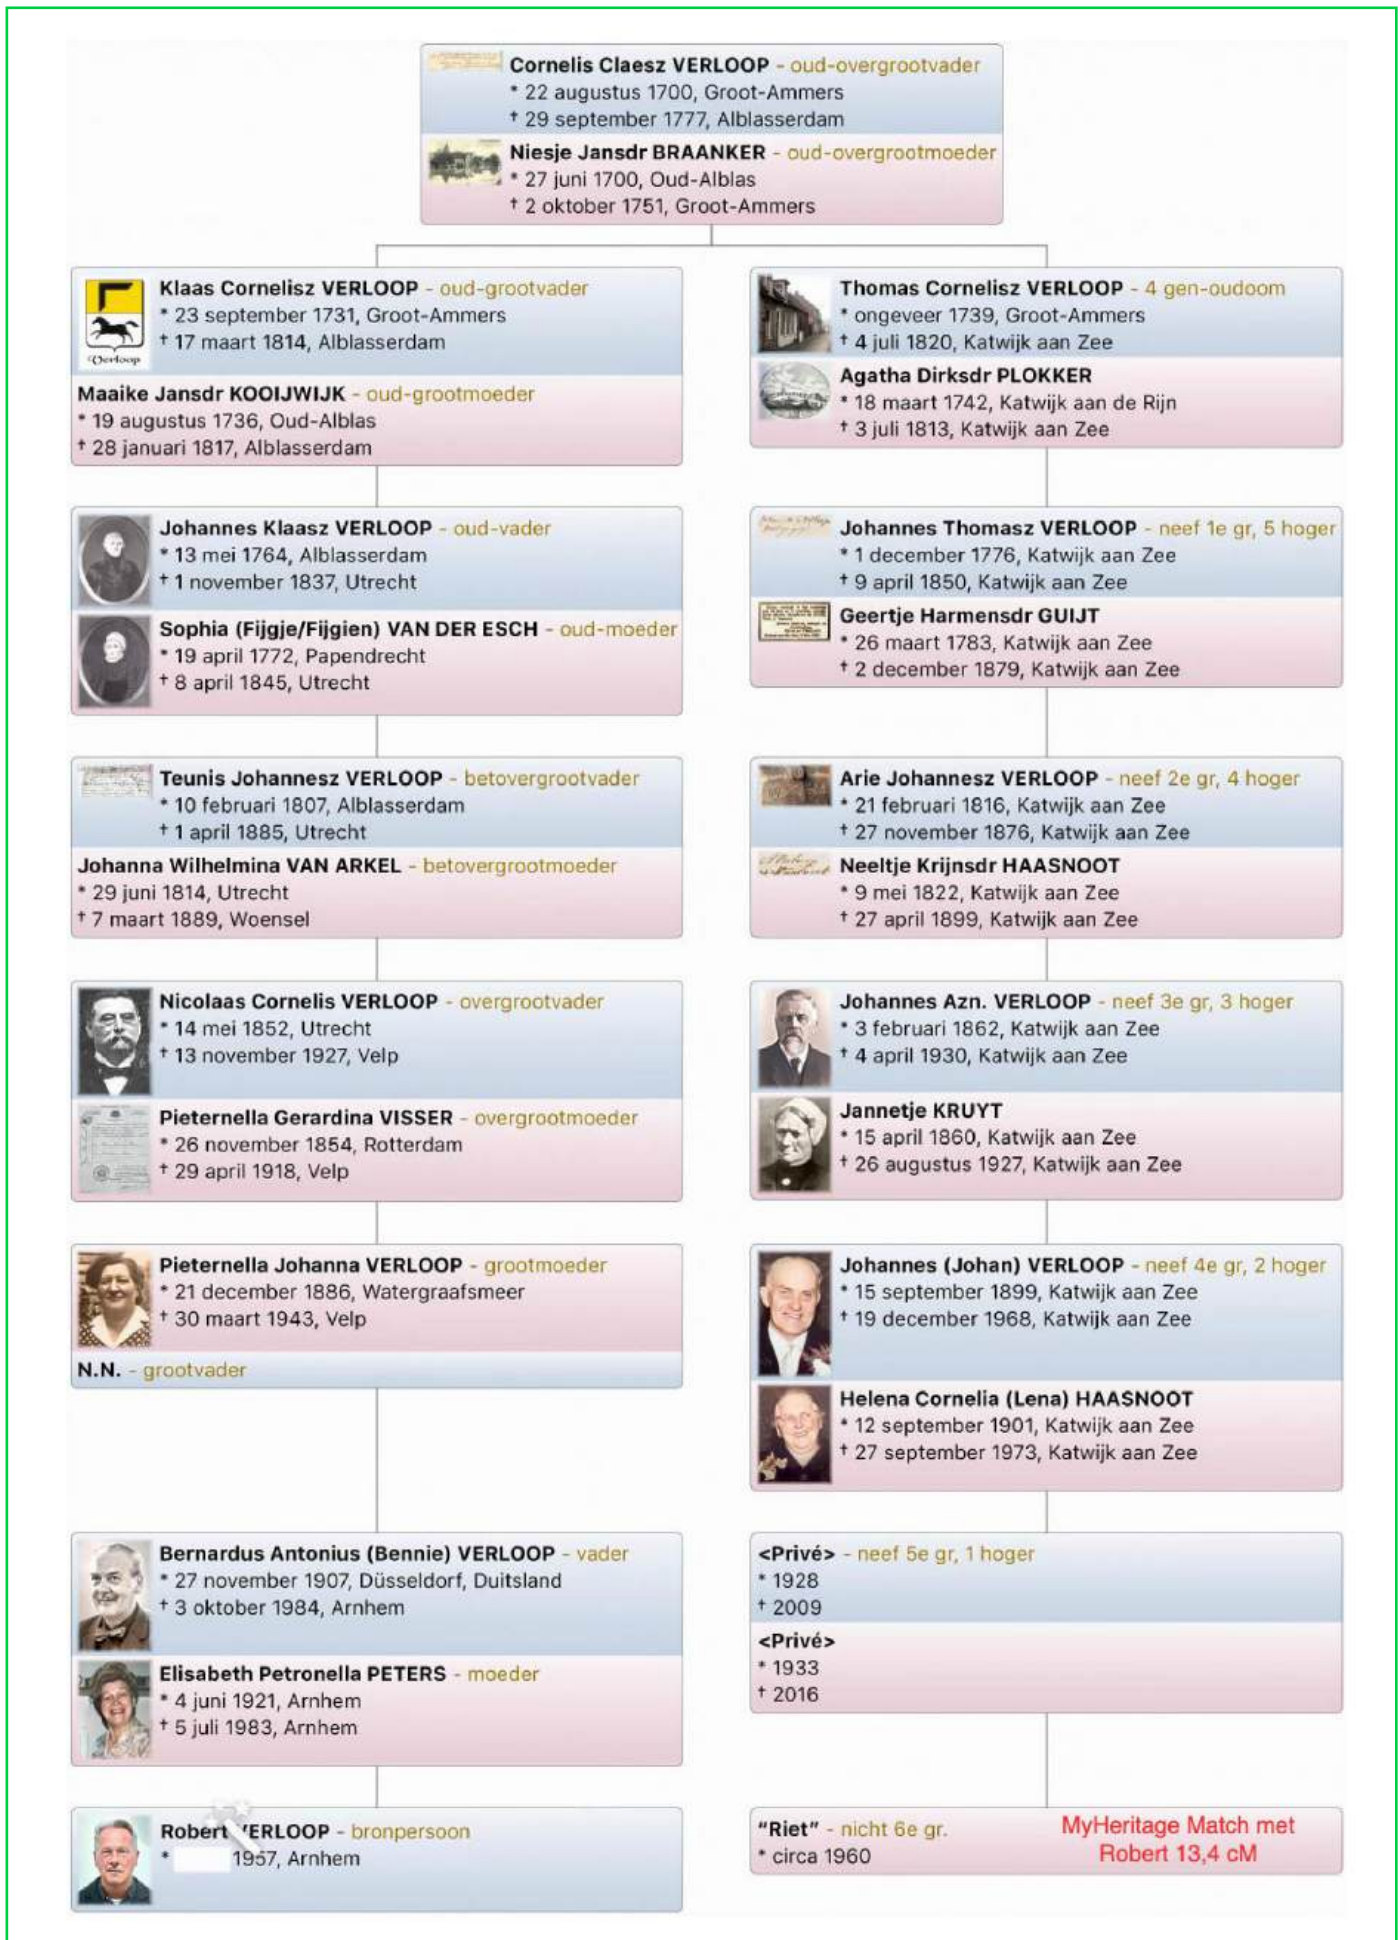 Cornelis Claesz VERLOOP - oud-overgrootvader
* 22 augustus 1700, Groot-Ammers
† 29 september 1777, Alblasserdam
Niesje Jansdr BRAANKER - oud-overgrootmoeder
* 27 juni 1700, Oud-Alblas
† 2 oktober 1751, Groot-Ammers
Klaas Cornelisz VERLOOP - oud-grootvader
* 23 september 1731, Groot-Ammers
† 17 maart 1814, Alblasserdam
Verloop
Maaike Jansdr KOOIJWIJK - oud-grootmoeder
* 19 augustus 1736, Oud-Alblas
† 28 januari 1817, Alblasserdam
Thomas Cornelisz VERLOOP - 4 gen-oudoom
* ongeveer 1739, Groot-Ammers
† 4 juli 1820, Katwijk aan Zee
Agatha Dirksdr PLOKKER
* 18 maart 1742, Katwijk aan de Rijn
† 3 juli 1813, Katwijk aan Zee
Johannes Klaasz VERLOOP - oud-vader
* 13 mei 1764, Alblasserdam
† 1 november 1837, Utrecht
Sophia (Fijgje/Fijgien) VAN DER ESCH - oud-moeder
* 19 april 1772, Papendrecht
† 8 april 1845, Utrecht
Johannes Thomasz VERLOOP - neef 1e gr, 5 hoger
* 1 december 1776, Katwijk aan Zee
† 9 april 1850, Katwijk aan Zee
Geertje Harmensdr GUIJT
* 26 maart 1783, Katwijk aan Zee
† 2 december 1879, Katwijk aan Zee
Teunis Johannesz VERLOOP - betovergrootvader
* 10 februari 1807, Alblasserdam
† 1 april 1885, Utrecht
Johanna Wilhelmina VAN ARKEL - betovergrootmoeder
* 29 juni 1814, Utrecht
† 7 maart 1889, Woensel
Arie Johannesz VERLOOP - neef 2e gr, 4 hoger
* 21 februari 1816, Katwijk aan Zee
† 27 november 1876, Katwijk aan Zee
Neeltje Krijnsdr HAASNOOT
* 9 mei 1822, Katwijk aan Zee
† 27 april 1899, Katwijk aan Zee
Nicolaas Cornelis VERLOOP - overgrootvader
* 14 mei 1852, Utrecht
† 13 november 1927, Velp
Pieternella Gerardina VISSER - overgrootmoeder
* 26 november 1854, Rotterdam
† 29 april 1918, Velp
Johannes Azn. VERLOOP - neef 3e gr, 3 hoger
* 3 februari 1862, Katwijk aan Zee
† 4 april 1930, Katwijk aan Zee
Jannetje KRUYT
* 15 april 1860, Katwijk aan Zee
† 26 augustus 1927, Katwijk aan Zee
Pieternella Johanna VERLOOP - grootmoeder
* 21 december 1886, Watergraafsmeer
† 30 maart 1943, Velp
N.N. - grootvader
Johannes (Johan) VERLOOP - neef 4e gr, 2 hoger
* 15 september 1899, Katwijk aan Zee
† 19 december 1968, Katwijk aan Zee
Helena Cornelia (Lena) HAASNOOT
* 12 september 1901, Katwijk aan Zee
† 27 september 1973, Katwijk aan Zee
Bernardus Antonius (Bennie) VERLOOP - vader
* 27 november 1907, Düsseldorf, Duitsland
† 3 oktober 1984, Arnhem
Elisabeth Petronella PETERS - moeder
* 4 juni 1921, Arnhem
† 5 juli 1983, Arnhem
<Privé> - neef 5e gr, 1 hoger
* 1928
† 2009
<Privé>
* 1933
† 2016
Robert VERLOOP - bronpersoon
* 1957, Arnhem
"Riet" - nicht 6e gr.
* circa 1960
MyHeritage Match met
Robert 13,4 cM